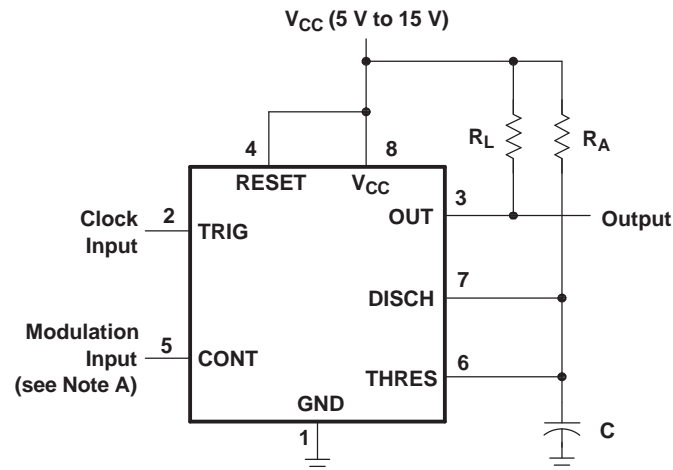 V_CC (5 V to 15 V)
4
8
R_L
R_A
RESET
V_CC
3
Clock
Input
2
TRIG
OUT
Output
7
DISCH
Modulation
Input
(see Note A)
5
CONT
6
THRES
GND
1
C